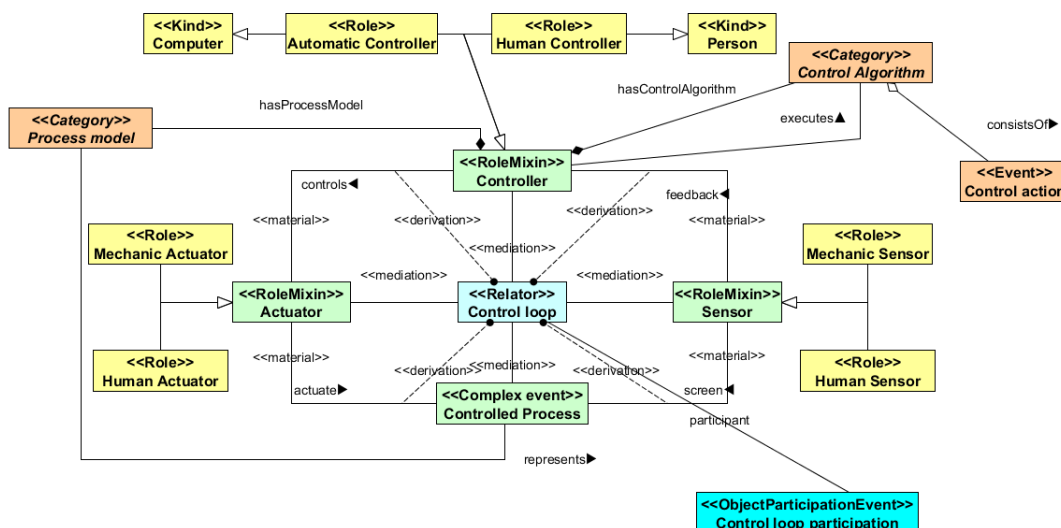 <<Kind>>
Computer
<<Role>>
Automatic Controller
<<Role>>
Human Controller
<<Kind>>
Person
<<Category>>
Control Algorithm
hasControlAlgorithm
hasProcessModel
<<Category>>
Process model
executes▲
consistsOf▶
<<Event>>
Control action
<<RoleMixin>>
Controller
controls◀
feedback◀
<<material>>
<<derivation>>
<<derivation>>
<<material>>
<<mediation>>
<<Role>>
Mechanic Actuator
<<Role>>
Mechanic Sensor
<<mediation>>
<<mediation>>
<<RoleMixin>>
Actuator
<<Relator>>
Control loop
<<RoleMixin>>
Sensor
<<Role>>
Human Actuator
<<Role>>
Human Sensor
<<material>>
<<derivation>>
<<mediation>>
<<derivation>>
<<material>>
actuate▶
<<Complex event>>
Controlled Process
screen◀
participant
represents▶
<<ObjectParticipationEvent>>
Control loop participation